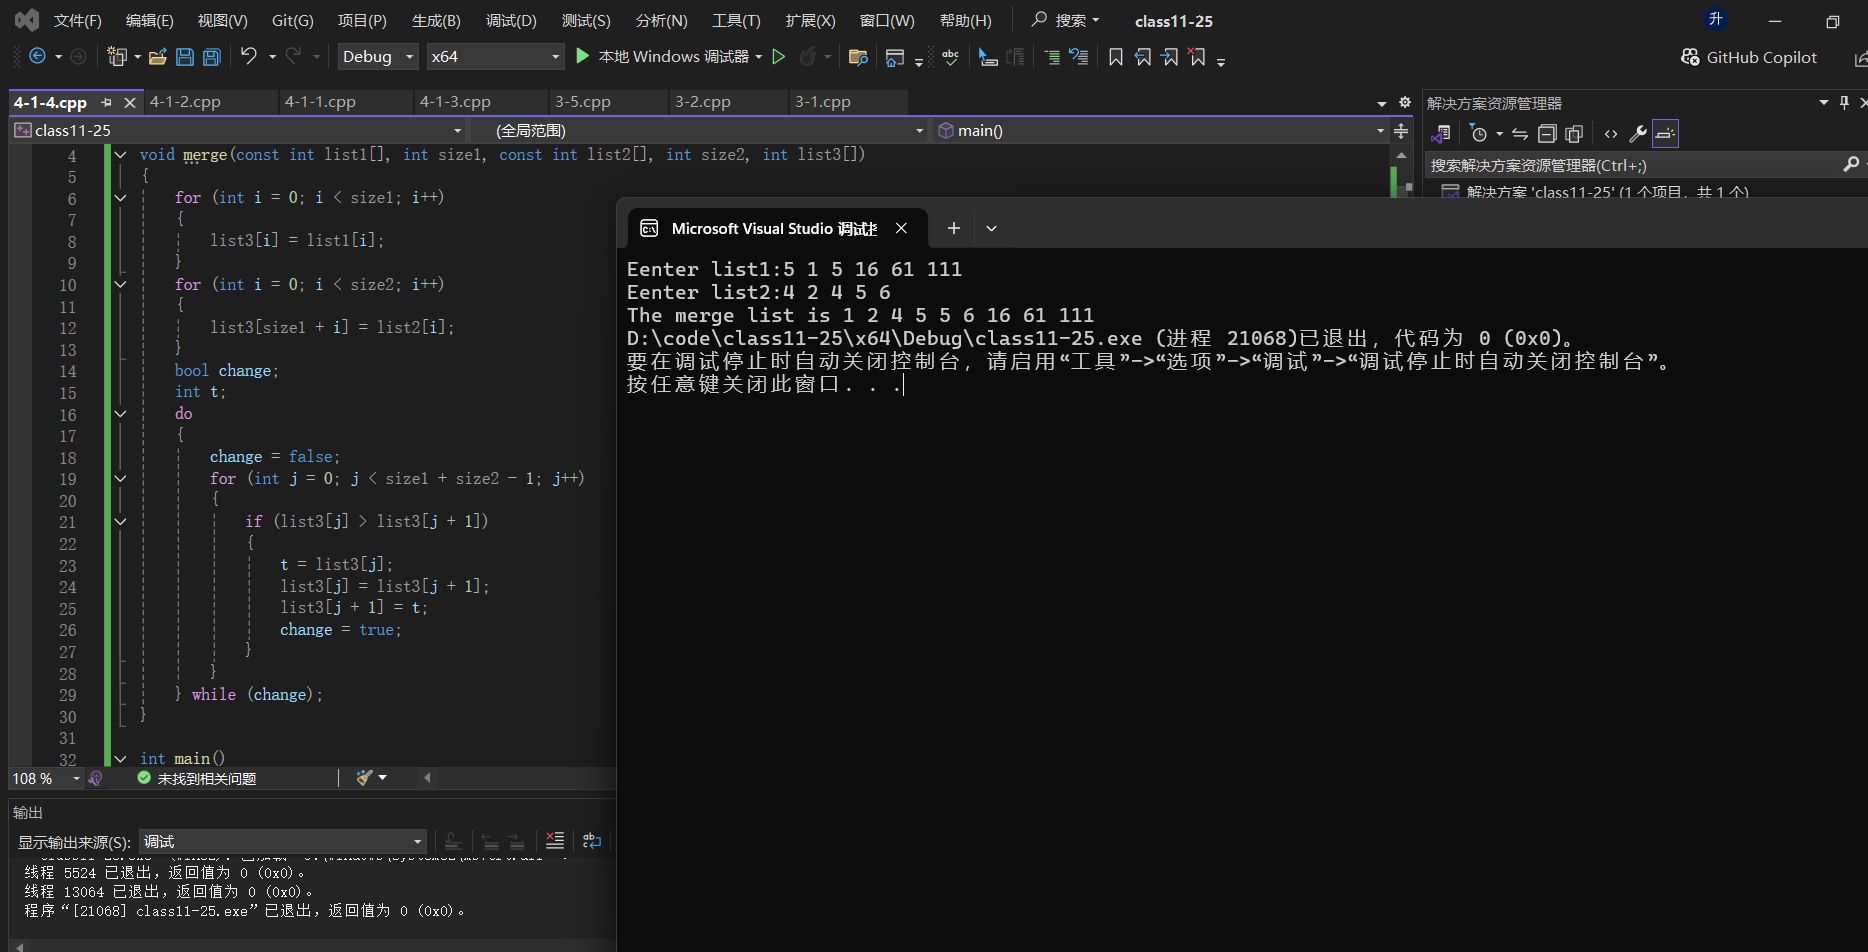 文件(F) 编辑(E) 视图(V) Git(G) 项目(P) 生成(B) 调试(D) 测试(S) 分析(N) 工具(T) 扩展(X) 窗口(W) 帮助(H) 搜索 class11-25 升
Debug x64 本地 Windows 调试器 GitHub Copilot
4-1-4.cpp 4-1-2.cpp 4-1-1.cpp 4-1-3.cpp 3-5.cpp 3-2.cpp 3-1.cpp
class11-25 (全局范围) main()
4 void merge(const int list1[], int size1, const int list2[], int size2, int list3[])
5 {
6 for (int i = 0; i < size1; i++)
7 {
8 list3[i] = list1[i];
9 }
10 for (int i = 0; i < size2; i++)
11 {
12 list3[size1 + i] = list2[i];
13 }
14 bool change;
15 int t;
16 do
17 {
18 change = false;
19 for (int j = 0; j < size1 + size2 - 1; j++)
20 {
21 if (list3[j] > list3[j + 1])
22 {
23 t = list3[j];
24 list3[j] = list3[j + 1];
25 list3[j + 1] = t;
26 change = true;
27 }
28 }
29 } while (change);
30 }
31
32 int main()
108 % 未找到相关问题
输出
显示输出来源(S): 调试
线程 5524 已退出，返回值为 0 (0x0)。
线程 13064 已退出，返回值为 0 (0x0)。
程序“[21068] class11-25.exe”已退出，返回值为 0 (0x0)。
解决方案资源管理器
搜索解决方案资源管理器(Ctrl+;)
解决方案 'class11-25' (1 个项目，共 1 个)
Microsoft Visual Studio 调试
Eenter list1:5 1 5 16 61 111
Eenter list2:4 2 4 5 6
The merge list is 1 2 4 5 5 6 16 61 111
D:\code\class11-25\x64\Debug\class11-25.exe (进程 21068)已退出，代码为 0 (0x0)。
要在调试停止时自动关闭控制台，请启用“工具”->“选项”->“调试”->“调试停止时自动关闭控制台”。
按任意键关闭此窗口. . .